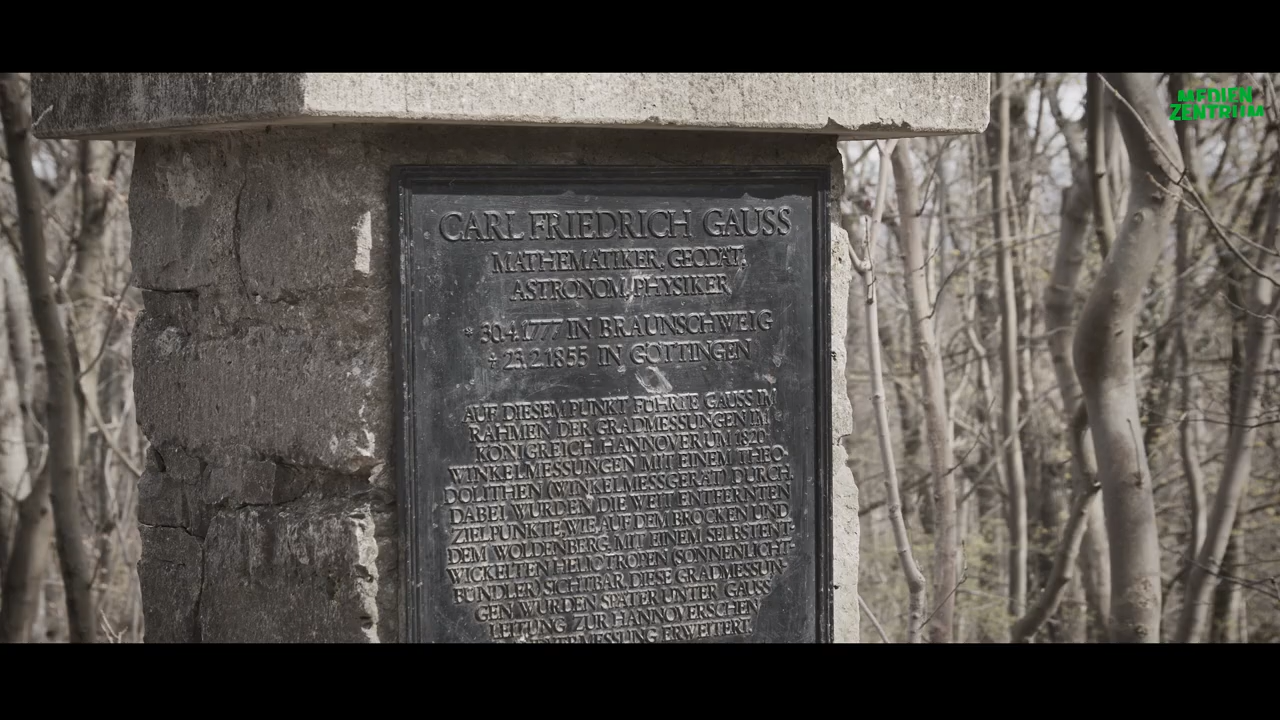 MEDIEN
ZENTRUM
CARL FRIEDRICH GAUSS
MATHEMATIKER, GEODÄT,
ASTRONOM, PHYSIKER
* 30.4.1777 IN BRAUNSCHWEIG
† 23.2.1855 IN GÖTTINGEN
AUF DIESEM PUNKT FÜHRTE GAUSS IM
RAHMEN DER GRADMESSUNGEN IM
KÖNIGREICH HANNOVER UM 1820
WINKELMESSUNGEN MIT EINEM THEO-
DOLITHEN (WINKELMESSGERÄT) DURCH
DABEI WURDEN DIE WEIT ENTFERNTEN
ZIELPUNKTE, WIE AUF DEM BROCKEN UND
DEM WOLDENBERG, MIT EINEM SELBSTENT-
WICKELTEN HELIOTROPEN (SONNENLICHT-
BÜNDLER) SICHTBAR. DIESE GRADMESSUN-
GEN WURDEN SPÄTER UNTER GAUSS'
LEITUNG ZUR HANNOVERSCHEN
ERWEITERT.